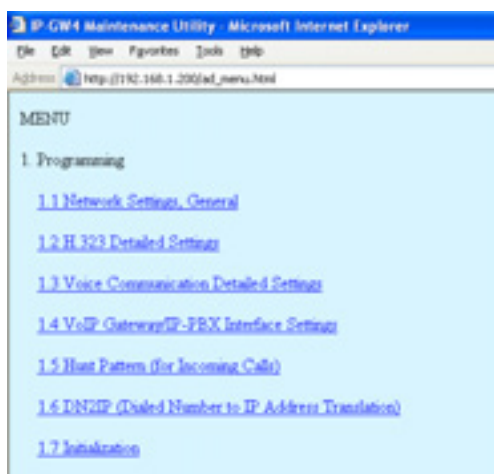 IP-GW4 Maintenance Utility - Microsoft Internet Explorer
File Edit View Favorites Tools Help
Address http://192.168.1.200/ad_menu.html
MENU
1. Programming
1.1 Network Settings, General
1.2 H.323 Detailed Settings
1.3 Voice Communication Detailed Settings
1.4 VoIP Gateway/IP-PBX Interface Settings
1.5 Hunt Pattern (for Incoming Calls)
1.6 DN2IP (Dialed Number to IP Address Translation)
1.7 Initialization